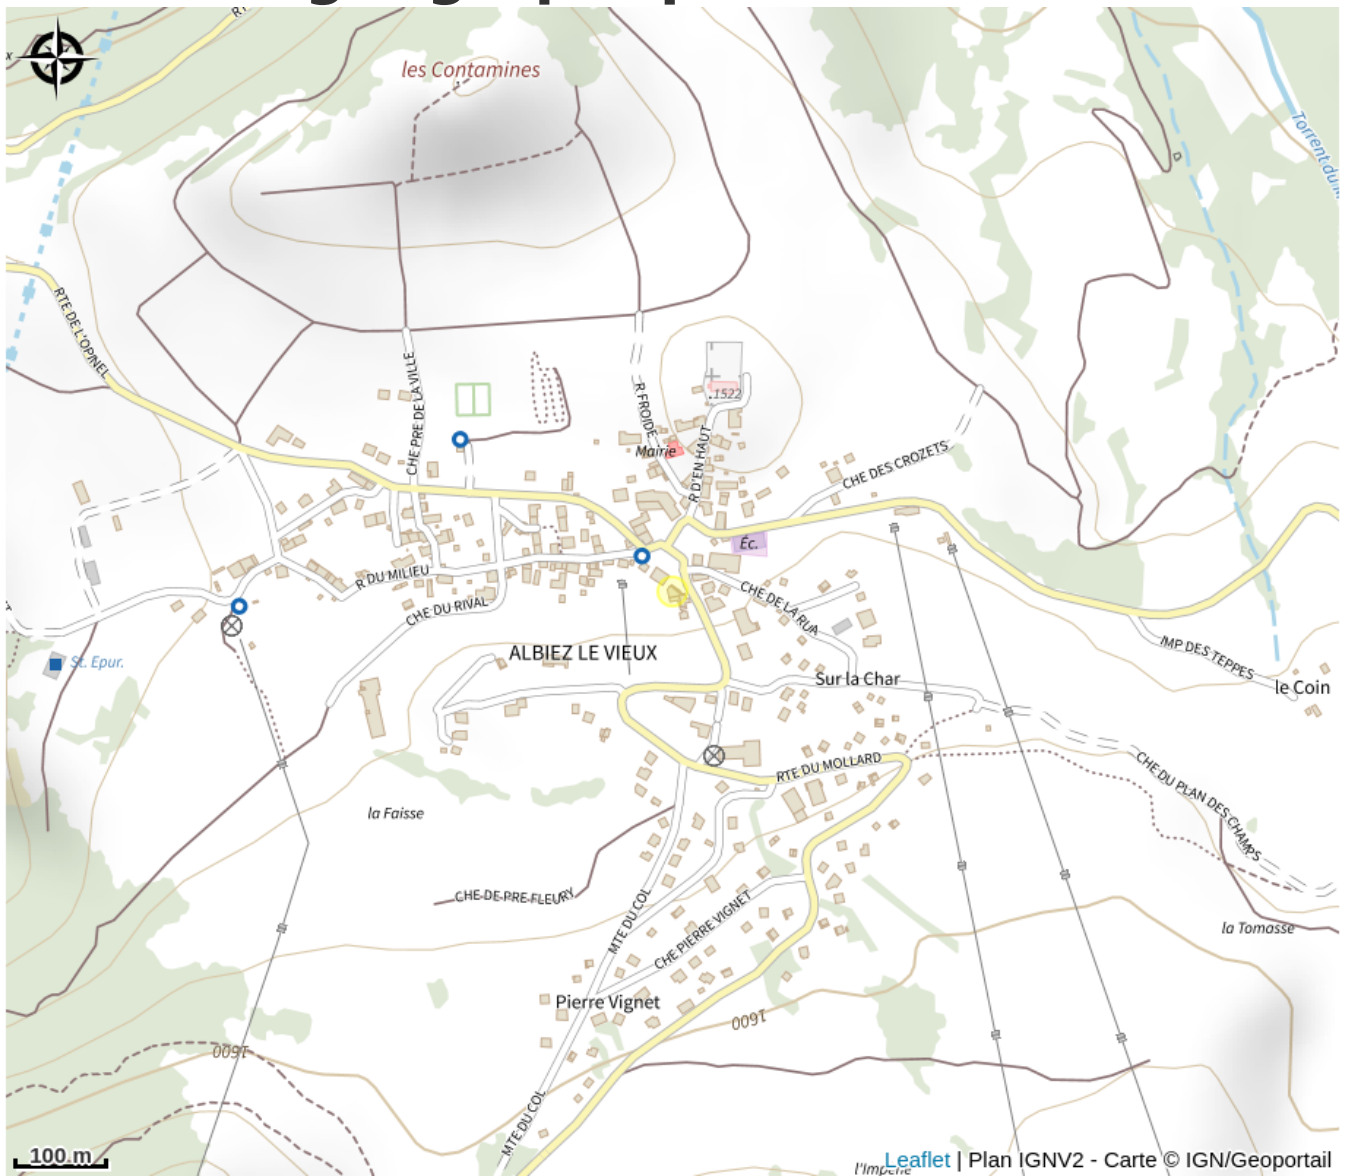 les Contamines
Torrent du
RTE DE L'OPINEL
CHE PRE DE LA VILLE
R FROIDE
.1522
Mairie
R D'EN HAUT
CHE DES CROZETS
Éc.
R DU MILIEU
CHE DU RIVAL
CHE DE LA RUA
IMP DES TEPPES
ALBIEZ LE VIEUX
St. Epur.
Sur la Char
le Coin
RTE DU MOLLARD
CHE DU PLAN DES CHAMPS
la Faisse
CHE DE PRE FLEURY
MTE DU COL
CHE PIERRE VIGNET
la Tomasse
Pierre Vignet
1600
1600
MTE DU COL
100 m
Leaflet | Plan IGNV2 - Carte © IGN/Geoportail